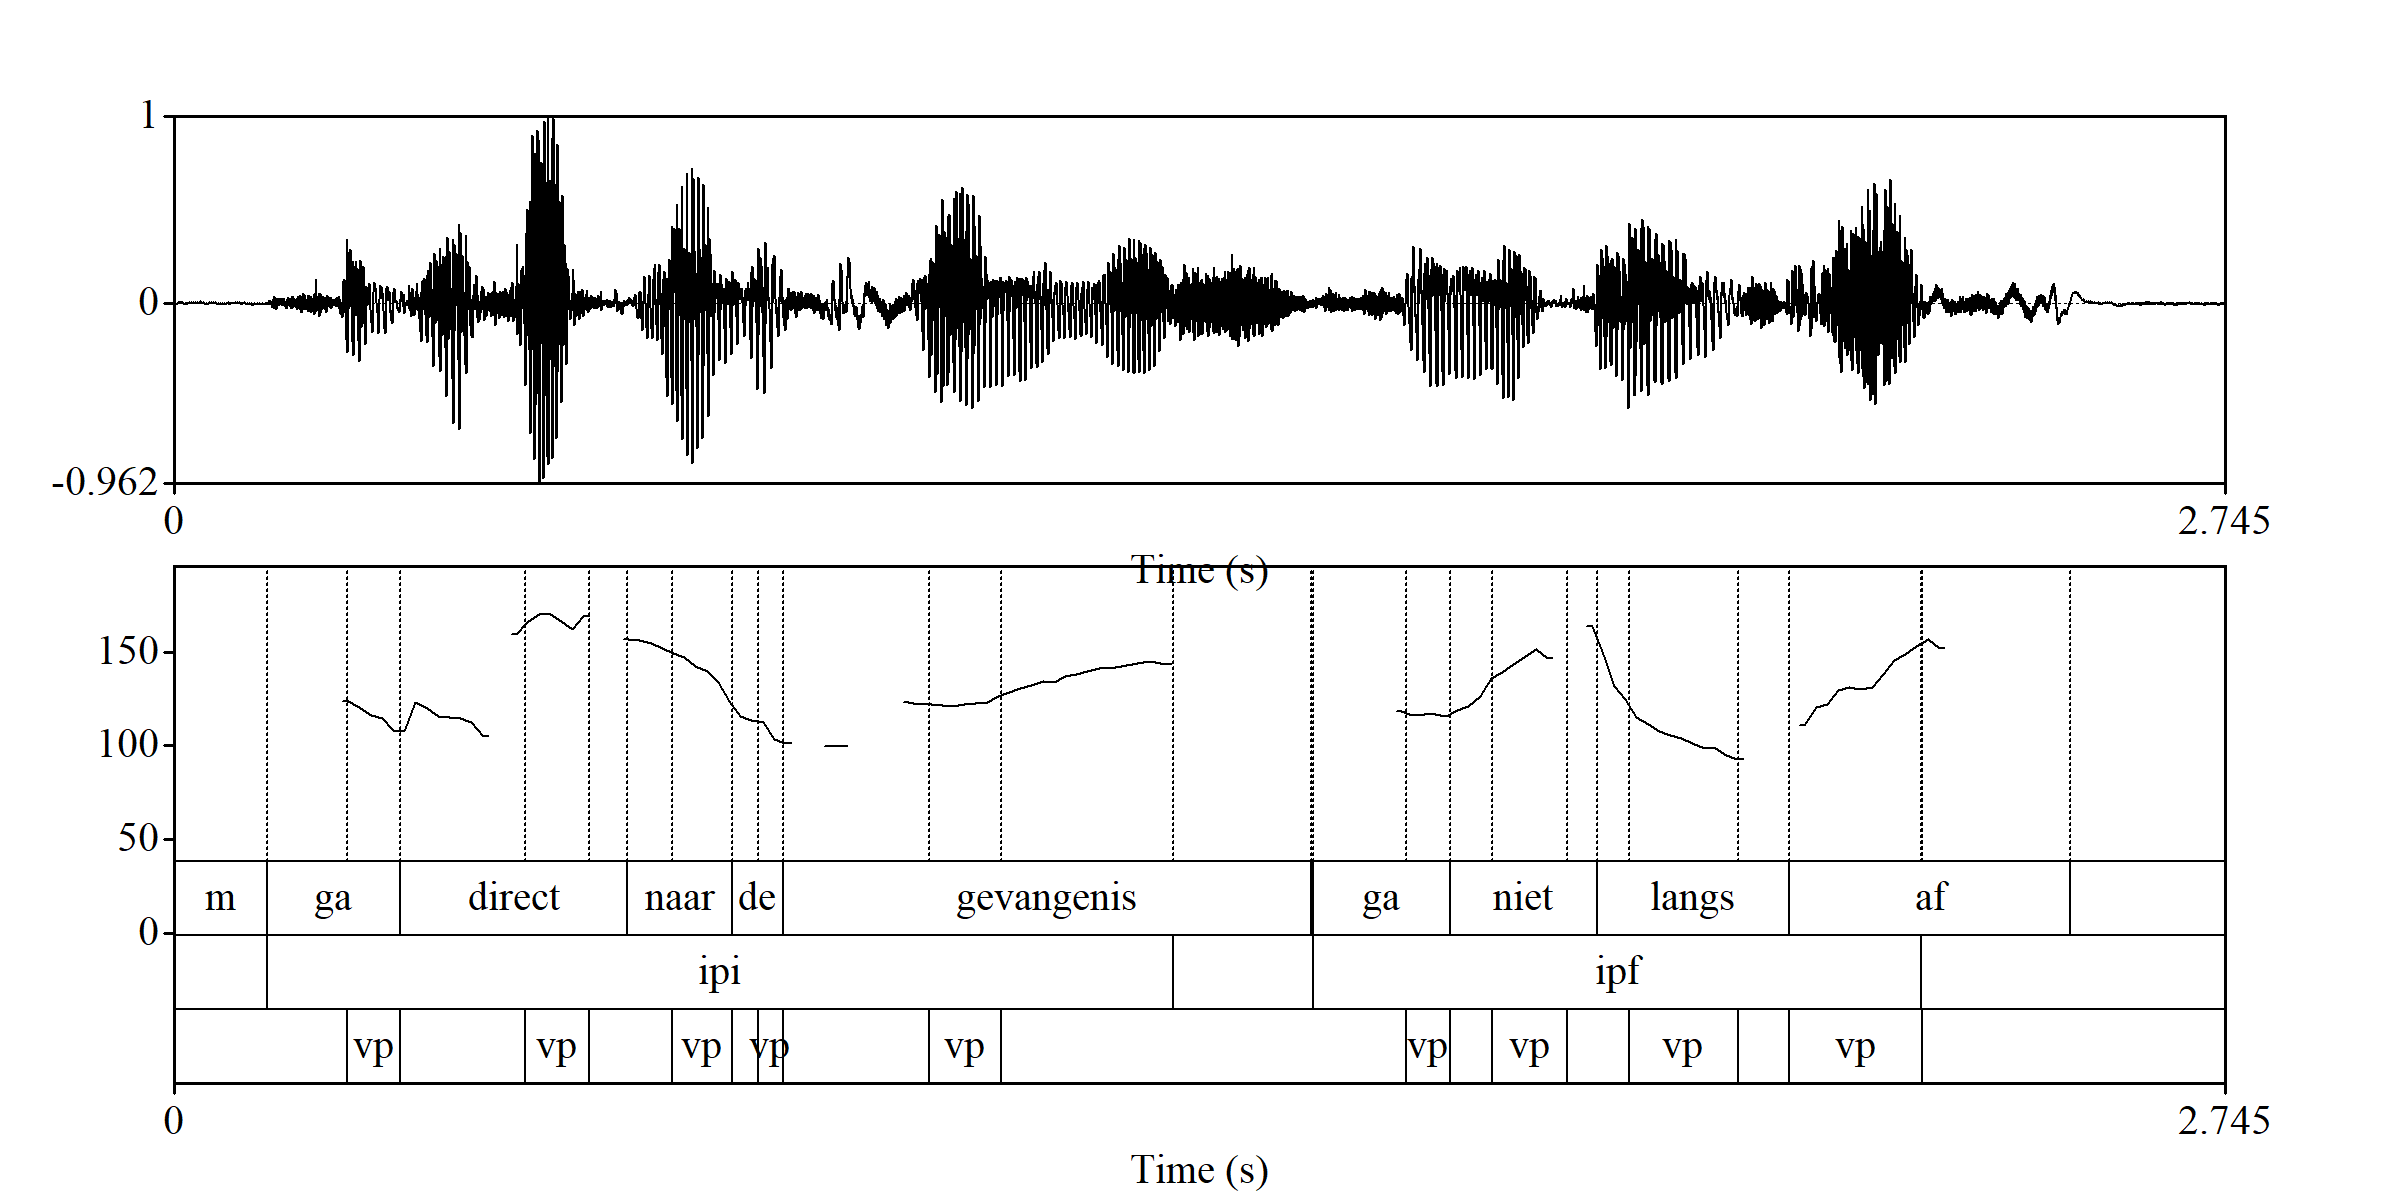 1
0
-0.962
0 2.745
Time (s)
150
100
50
0
m ga direct naar de gevangenis ga niet langs af
ipi ipf
vp vp vp vp vp vp vp vp vp
0 2.745
Time (s)